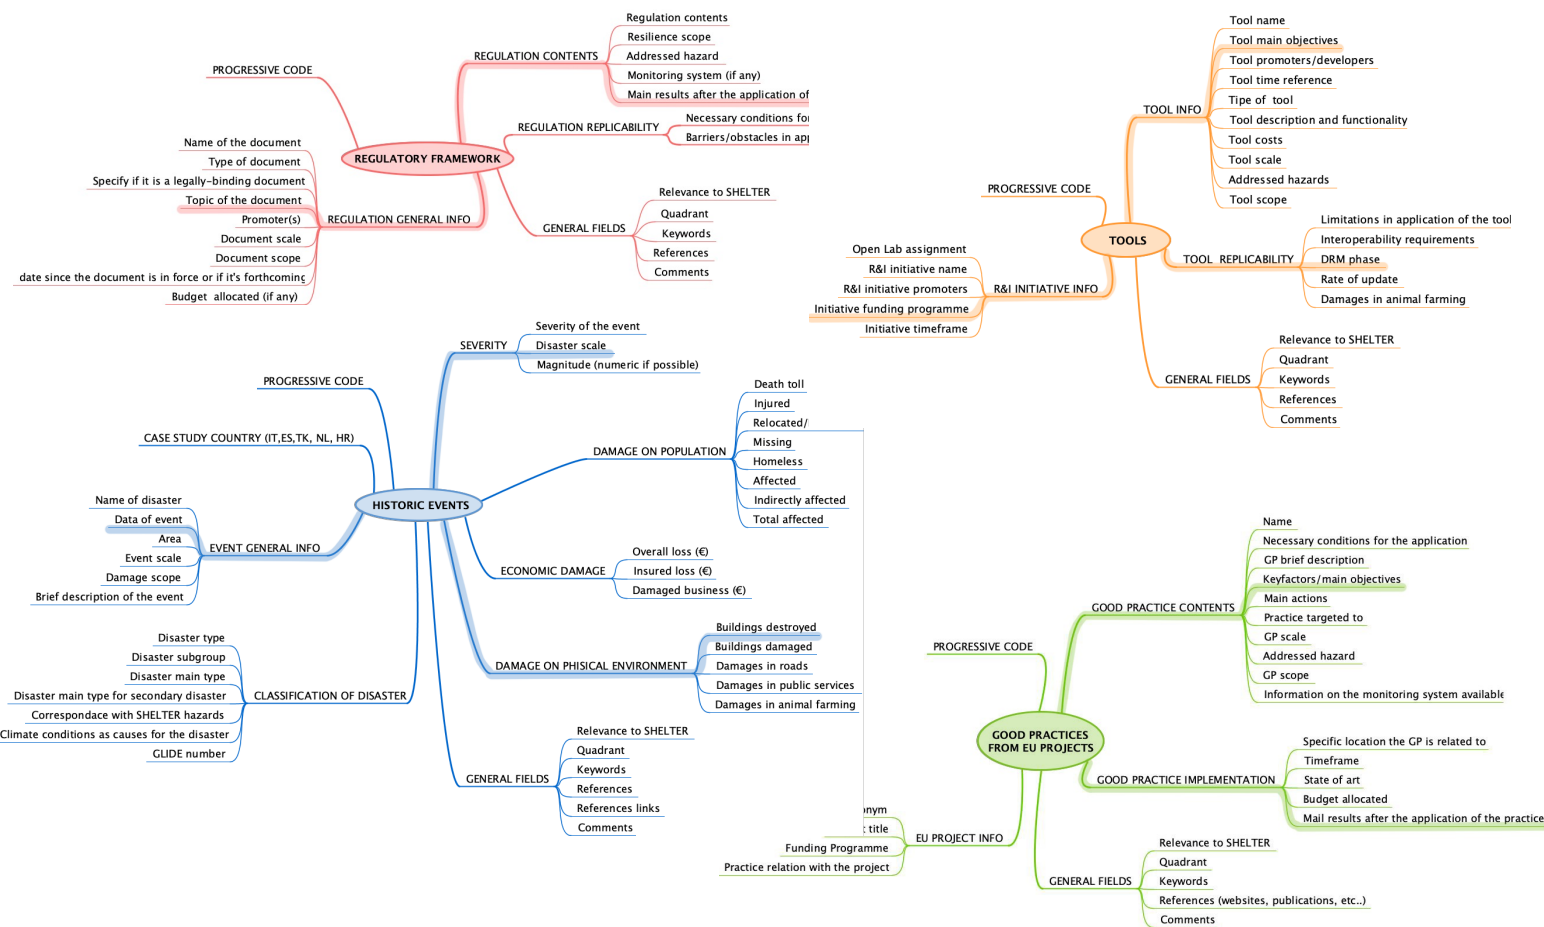 REGULATORY FRAMEWORK
PROGRESSIVE CODE
REGULATION CONTENTS
Regulation contents
Resilience scope
Addressed hazard
Monitoring system (if any)
Main results after the application of
REGULATION REPLICABILITY
Necessary conditions for
Barriers/obstacles in app
REGULATION GENERAL INFO
Name of the document
Type of document
Specify if it is a legally-binding document
Topic of the document
Promoter(s)
Document scale
Document scope
date since the document is in force or if it's forthcoming
Budget allocated (if any)
GENERAL FIELDS
Relevance to SHELTER
Quadrant
Keywords
References
Comments
TOOLS
PROGRESSIVE CODE
TOOL INFO
Tool name
Tool main objectives
Tool promoters/developers
Tool time reference
Tipe of tool
Tool description and functionality
Tool costs
Tool scale
Addressed hazards
Tool scope
TOOL REPLICABILITY
Limitations in application of the tool
Interoperability requirements
DRM phase
Rate of update
Damages in animal farming
R&I INITIATIVE INFO
Open Lab assignment
R&I initiative name
R&I initiative promoters
Initiative funding programme
Initiative timeframe
GENERAL FIELDS
Relevance to SHELTER
Quadrant
Keywords
References
Comments
HISTORIC EVENTS
SEVERITY
Severity of the event
Disaster scale
Magnitude (numeric if possible)
PROGRESSIVE CODE
CASE STUDY COUNTRY (IT,ES,TK, NL, HR)
DAMAGE ON POPULATION
Death toll
Injured
Relocated/
Missing
Homeless
Affected
Indirectly affected
Total affected
EVENT GENERAL INFO
Name of disaster
Data of event
Area
Event scale
Damage scope
Brief description of the event
ECONOMIC DAMAGE
Overall loss (€)
Insured loss (€)
Damaged business (€)
DAMAGE ON PHISICAL ENVIRONMENT
Buildings destroyed
Buildings damaged
Damages in roads
Damages in public services
Damages in animal farming
CLASSIFICATION OF DISASTER
Disaster type
Disaster subgroup
Disaster main type
Disaster main type for secondary disaster
Correspondace with SHELTER hazards
Climate conditions as causes for the disaster
GLIDE number
GENERAL FIELDS
Relevance to SHELTER
Quadrant
Keywords
References
References links
Comments
GOOD PRACTICES
FROM EU PROJECTS
PROGRESSIVE CODE
GOOD PRACTICE CONTENTS
Name
Necessary conditions for the application
GP brief description
Keyfactors/main objectives
Main actions
Practice targeted to
GP scale
Addressed hazard
GP scope
Information on the monitoring system available
GOOD PRACTICE IMPLEMENTATION
Specific location the GP is related to
Timeframe
State of art
Budget allocated
Mail results after the application of the practice
EU PROJECT INFO
onym
t title
Funding Programme
Practice relation with the project
GENERAL FIELDS
Relevance to SHELTER
Quadrant
Keywords
References (websites, publications, etc..)
Comments